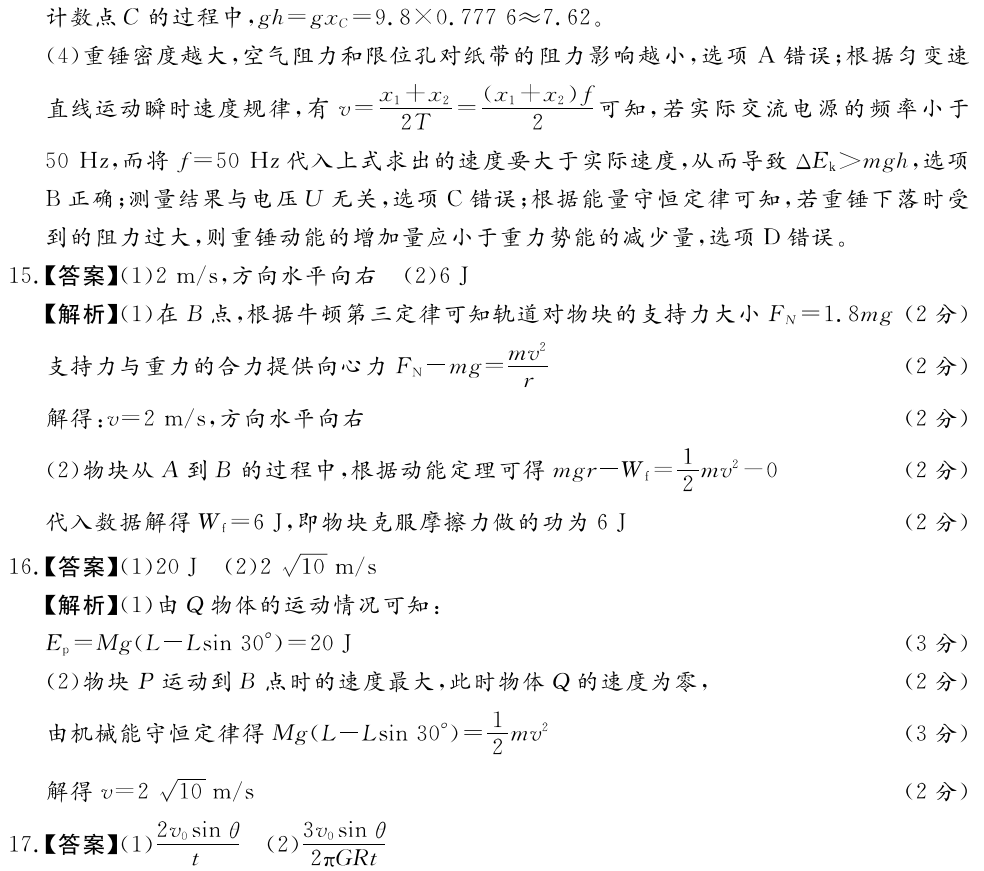 计数点 C 的过程中,gh=gx_C=9.8×0.777 6≈7.62。
(4)重锤密度越大,空气阻力和限位孔对纸带的阻力影响越小,选项 A 错误;根据匀变速
直线运动瞬时速度规律,有 v=\frac{x_1+x_2}{2T}=\frac{(x_1+x_2)f}{2}可知,若实际交流电源的频率小于
50 Hz,而将 f=50 Hz 代入上式求出的速度要大于实际速度,从而导致 ΔE_k>mgh,选项
B 正确;测量结果与电压 U 无关,选项 C 错误;根据能量守恒定律可知,若重锤下落时受
到的阻力过大,则重锤动能的增加量应小于重力势能的减少量,选项 D 错误。
15.【答案】(1)2 m/s,方向水平向右 (2)6 J
【解析】(1)在 B 点,根据牛顿第三定律可知轨道对物块的支持力大小 F_N=1.8mg (2 分)
支持力与重力的合力提供向心力 F_N-mg=\frac{mv^2}{r} (2 分)
解得:v=2 m/s,方向水平向右 (2 分)
(2)物块从 A 到 B 的过程中,根据动能定理可得 mgr-W_f=\frac{1}{2}mv^2-0 (2 分)
代入数据解得 W_f=6 J,即物块克服摩擦力做的功为 6 J (2 分)
16.【答案】(1)20 J (2)2\sqrt{10} m/s
【解析】(1)由 Q 物体的运动情况可知:
E_p=Mg(L-Lsin 30°)=20 J (3 分)
(2)物块 P 运动到 B 点时的速度最大,此时物体 Q 的速度为零, (2 分)
由机械能守恒定律得 Mg(L-Lsin 30°)=\frac{1}{2}mv^2 (3 分)
解得 v=2\sqrt{10} m/s (2 分)
17.【答案】(1)\frac{2v_0sin θ}{t} (2)\frac{3v_0sin θ}{2πGRt}